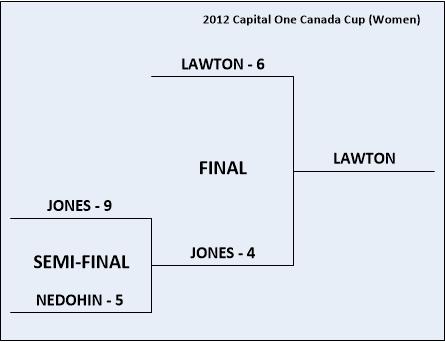 2012 Capital One Canada Cup (Women)
LAWTON - 6
FINAL
LAWTON
JONES - 9
JONES - 4
SEMI-FINAL
NEDOHIN - 5